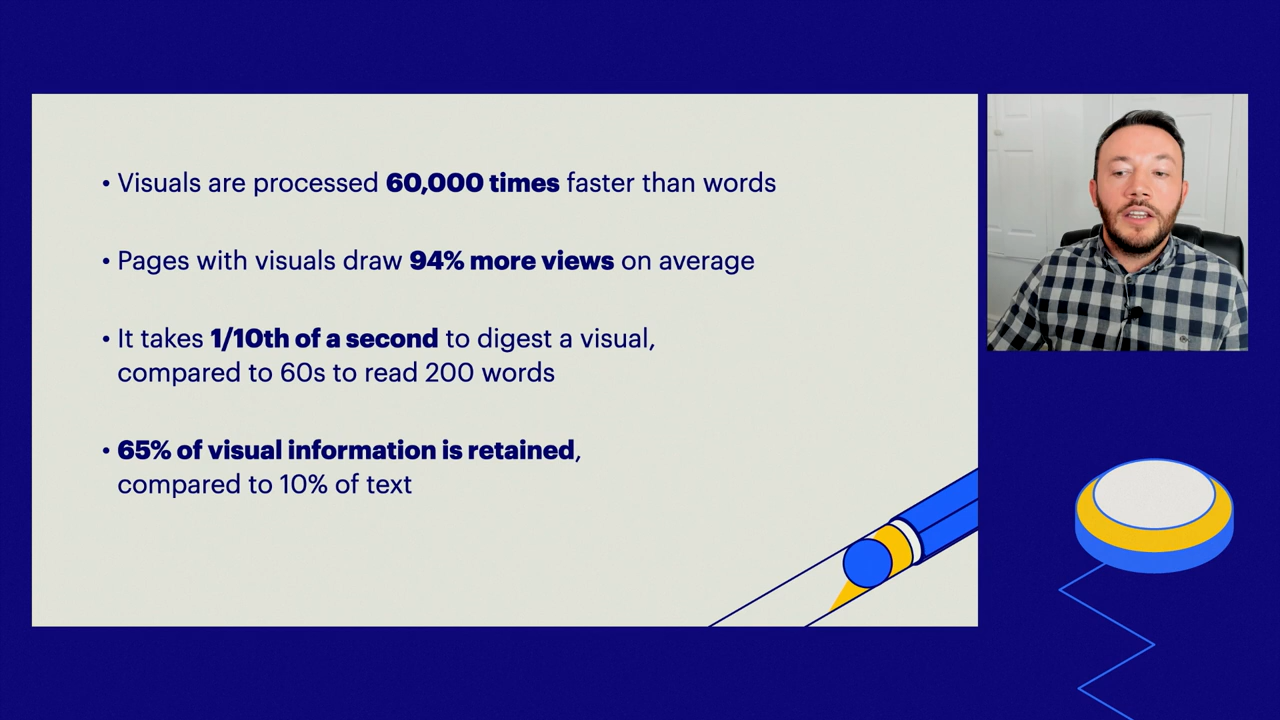 • Visuals are processed 60,000 times faster than words
• Pages with visuals draw 94% more views on average
• It takes 1/10th of a second to digest a visual,
compared to 60s to read 200 words
• 65% of visual information is retained,
compared to 10% of text